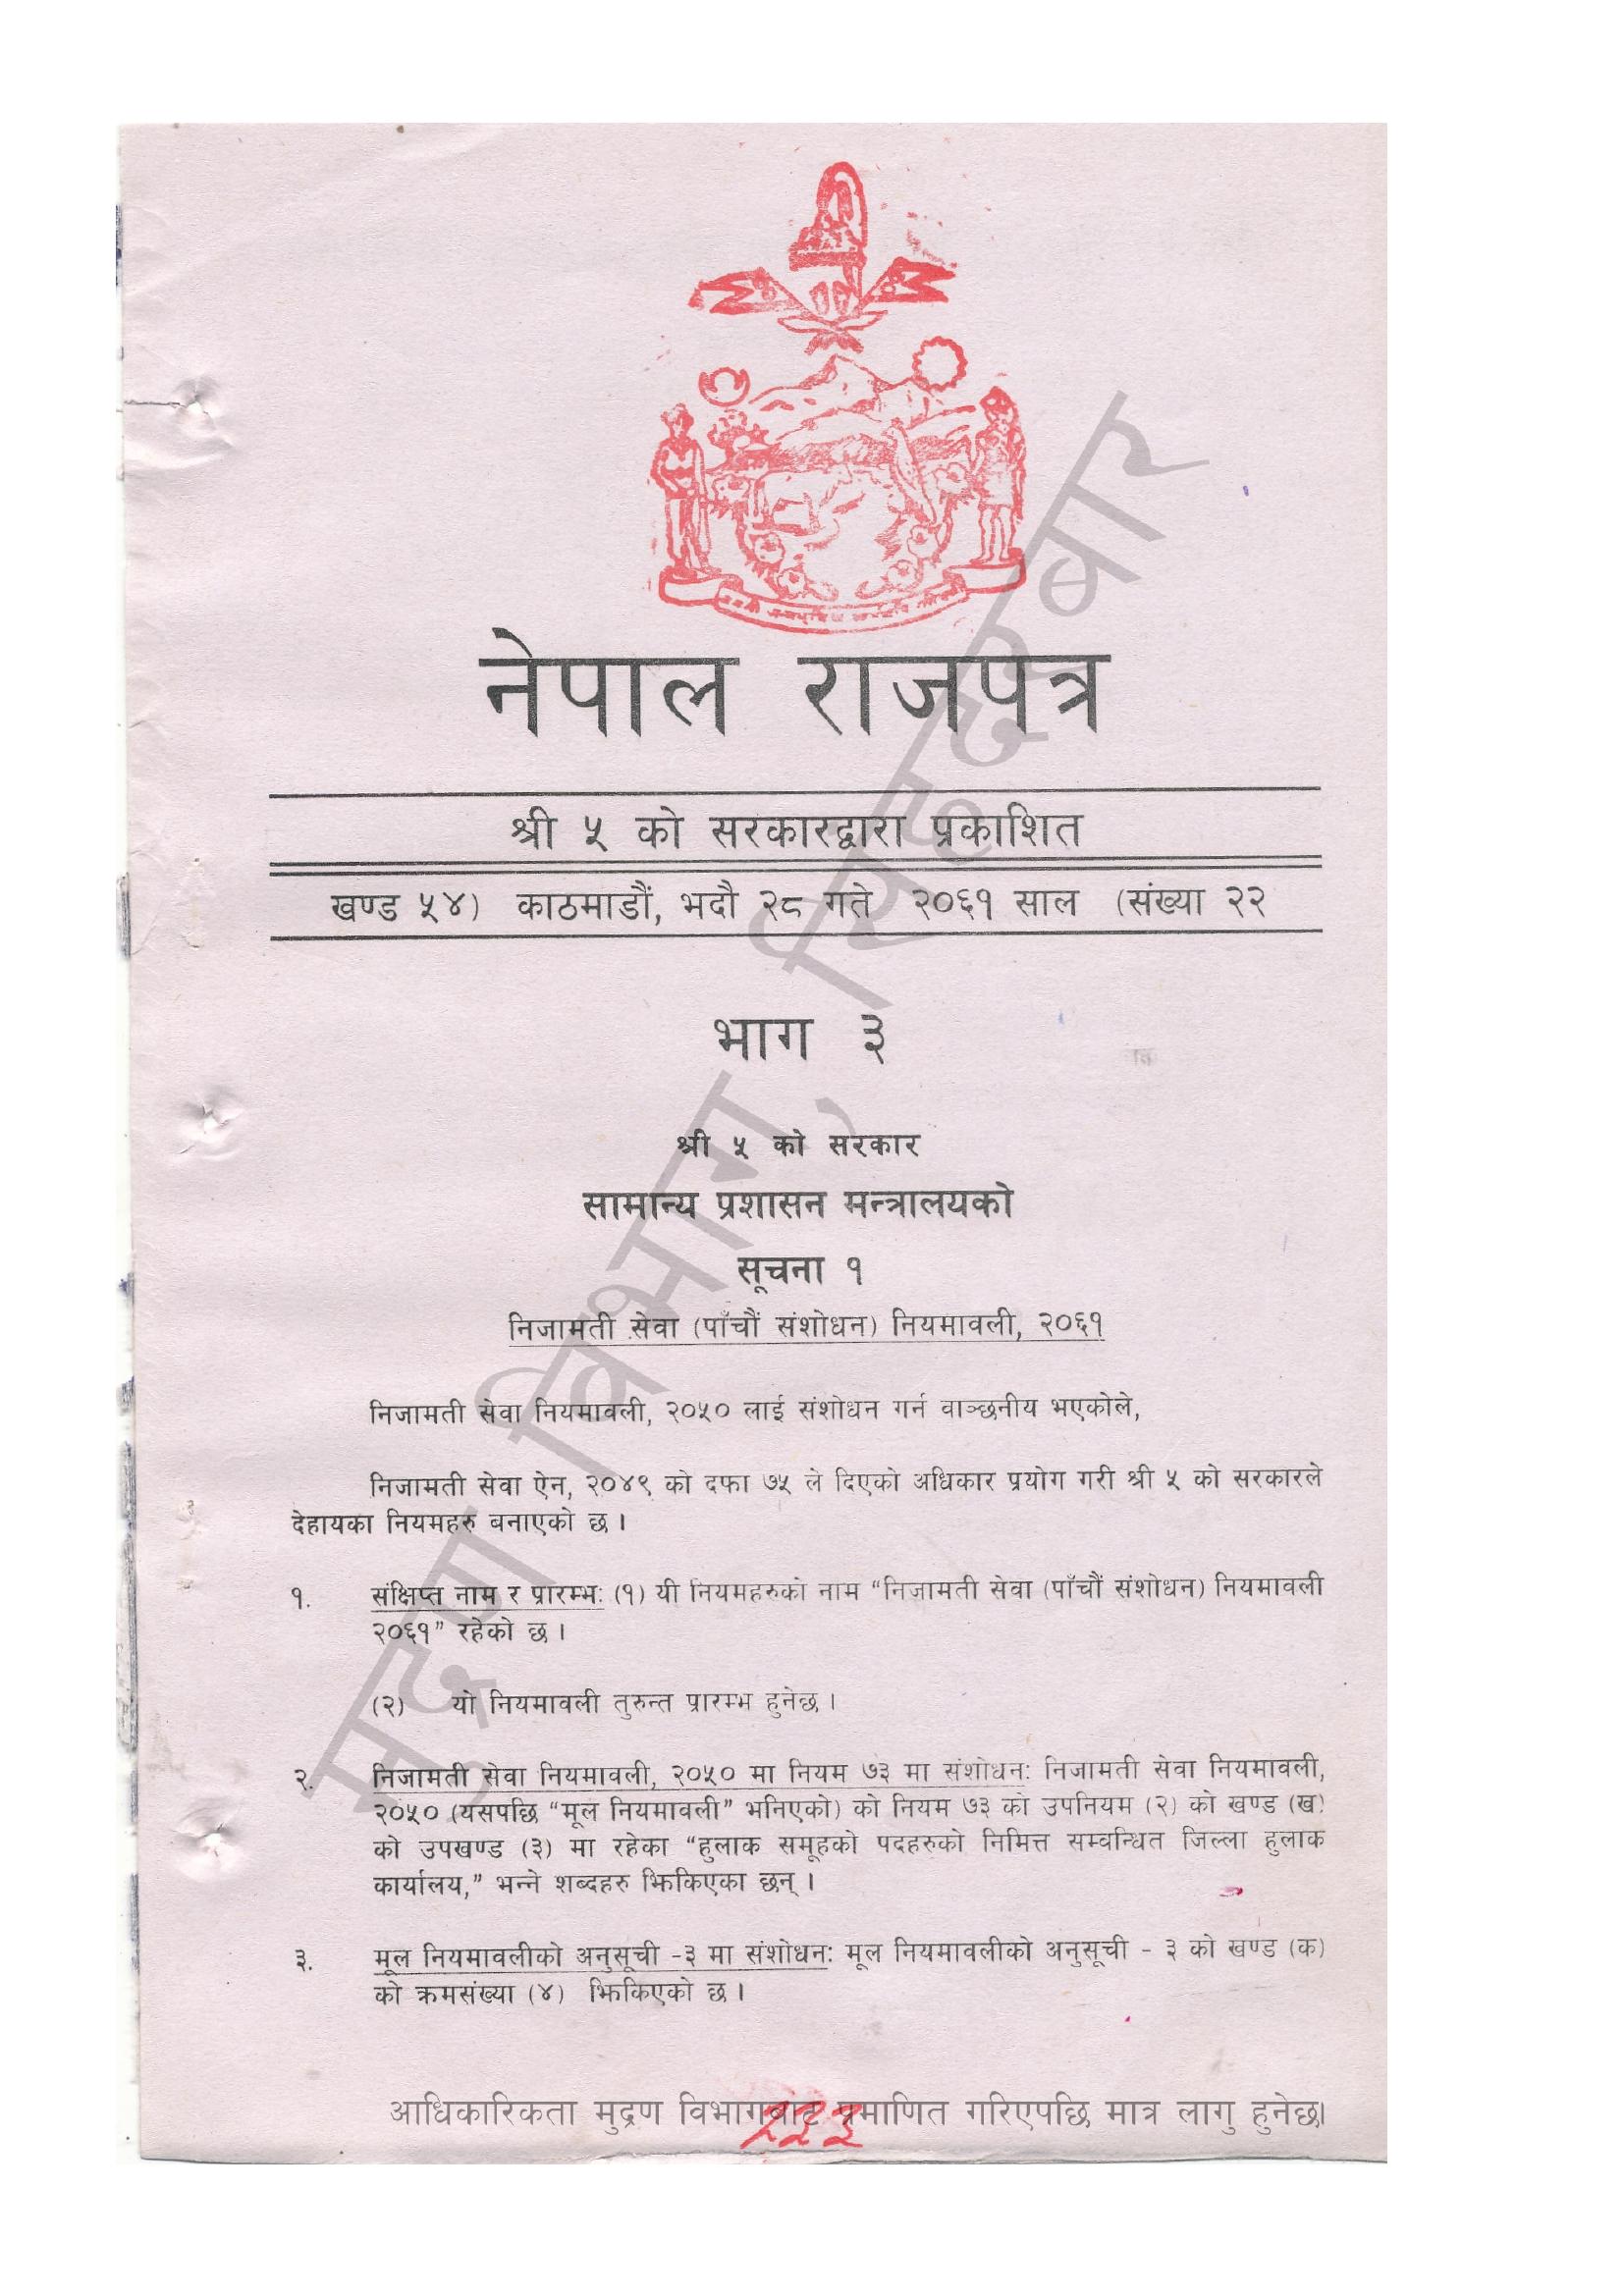 नेपाल राजपत्र
श्री ५ को सरकारद्वारा प्रकाशित
खण्ड ५४) काठमाडौं, भदौ २८ गते २०६१ साल (संख्या २२
भाग ३
श्री ५ को सरकार
सामान्य प्रशासन मन्त्रालयको
सूचना १
निजामती सेवा (पाँचौं संशोधन) नियमावली, २०६१
निजामती सेवा नियमावली, २०५० लाई संशोधन गर्न वाञ्छनीय भएकोले,
निजामती सेवा ऐन, २०४९ को दफा ७५ ले दिएको अधिकार प्रयोग गरी श्री ५ को सरकारले
देहायका नियमहरु बनाएको छ ।
१. संक्षिप्त नाम र प्रारम्भः (१) यी नियमहरुको नाम “निजामती सेवा (पाँचौं संशोधन) नियमावली
२०६१” रहेको छ ।
(२) यो नियमावली तुरुन्त प्रारम्भ हुनेछ ।
२. निजामती सेवा नियमावली, २०५० मा नियम ७३ मा संशोधनः निजामती सेवा नियमावली,
२०५० (यसपछि “मूल नियमावली” भनिएको) को नियम ७३ को उपनियम (२) को खण्ड (ख)
को उपखण्ड (३) मा रहेका “हुलाक समूहको पदहरुको निमित्त सम्वन्धित जिल्ला हुलाक
कार्यालय,” भन्ने शब्दहरु झिकिएका छन् ।
३. मूल नियमावलीको अनुसूची -३ मा संशोधनः मूल नियमावलीको अनुसूची - ३ को खण्ड (क)
को क्रमसंख्या (४) झिकिएको छ ।
आधिकारिकता मुद्रण विभागबाट प्रमाणित गरिएपछि मात्र लागु हुनेछ।
२२३
मुद्रण विभाग, सिंहदरवार